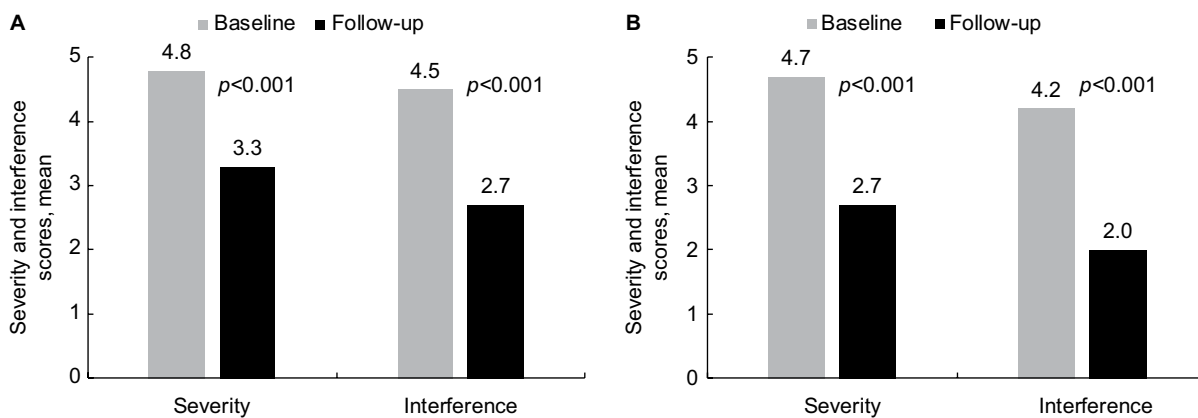 A
Baseline Follow-up
Severity and interference
scores, mean
5
4
3
2
1
0
4.8
p<0.001
3.3
4.5
p<0.001
2.7
Severity Interference
B
Baseline Follow-up
Severity and interference
scores, mean
5
4
3
2
1
0
4.7
p<0.001
2.7
4.2
p<0.001
2.0
Severity Interference